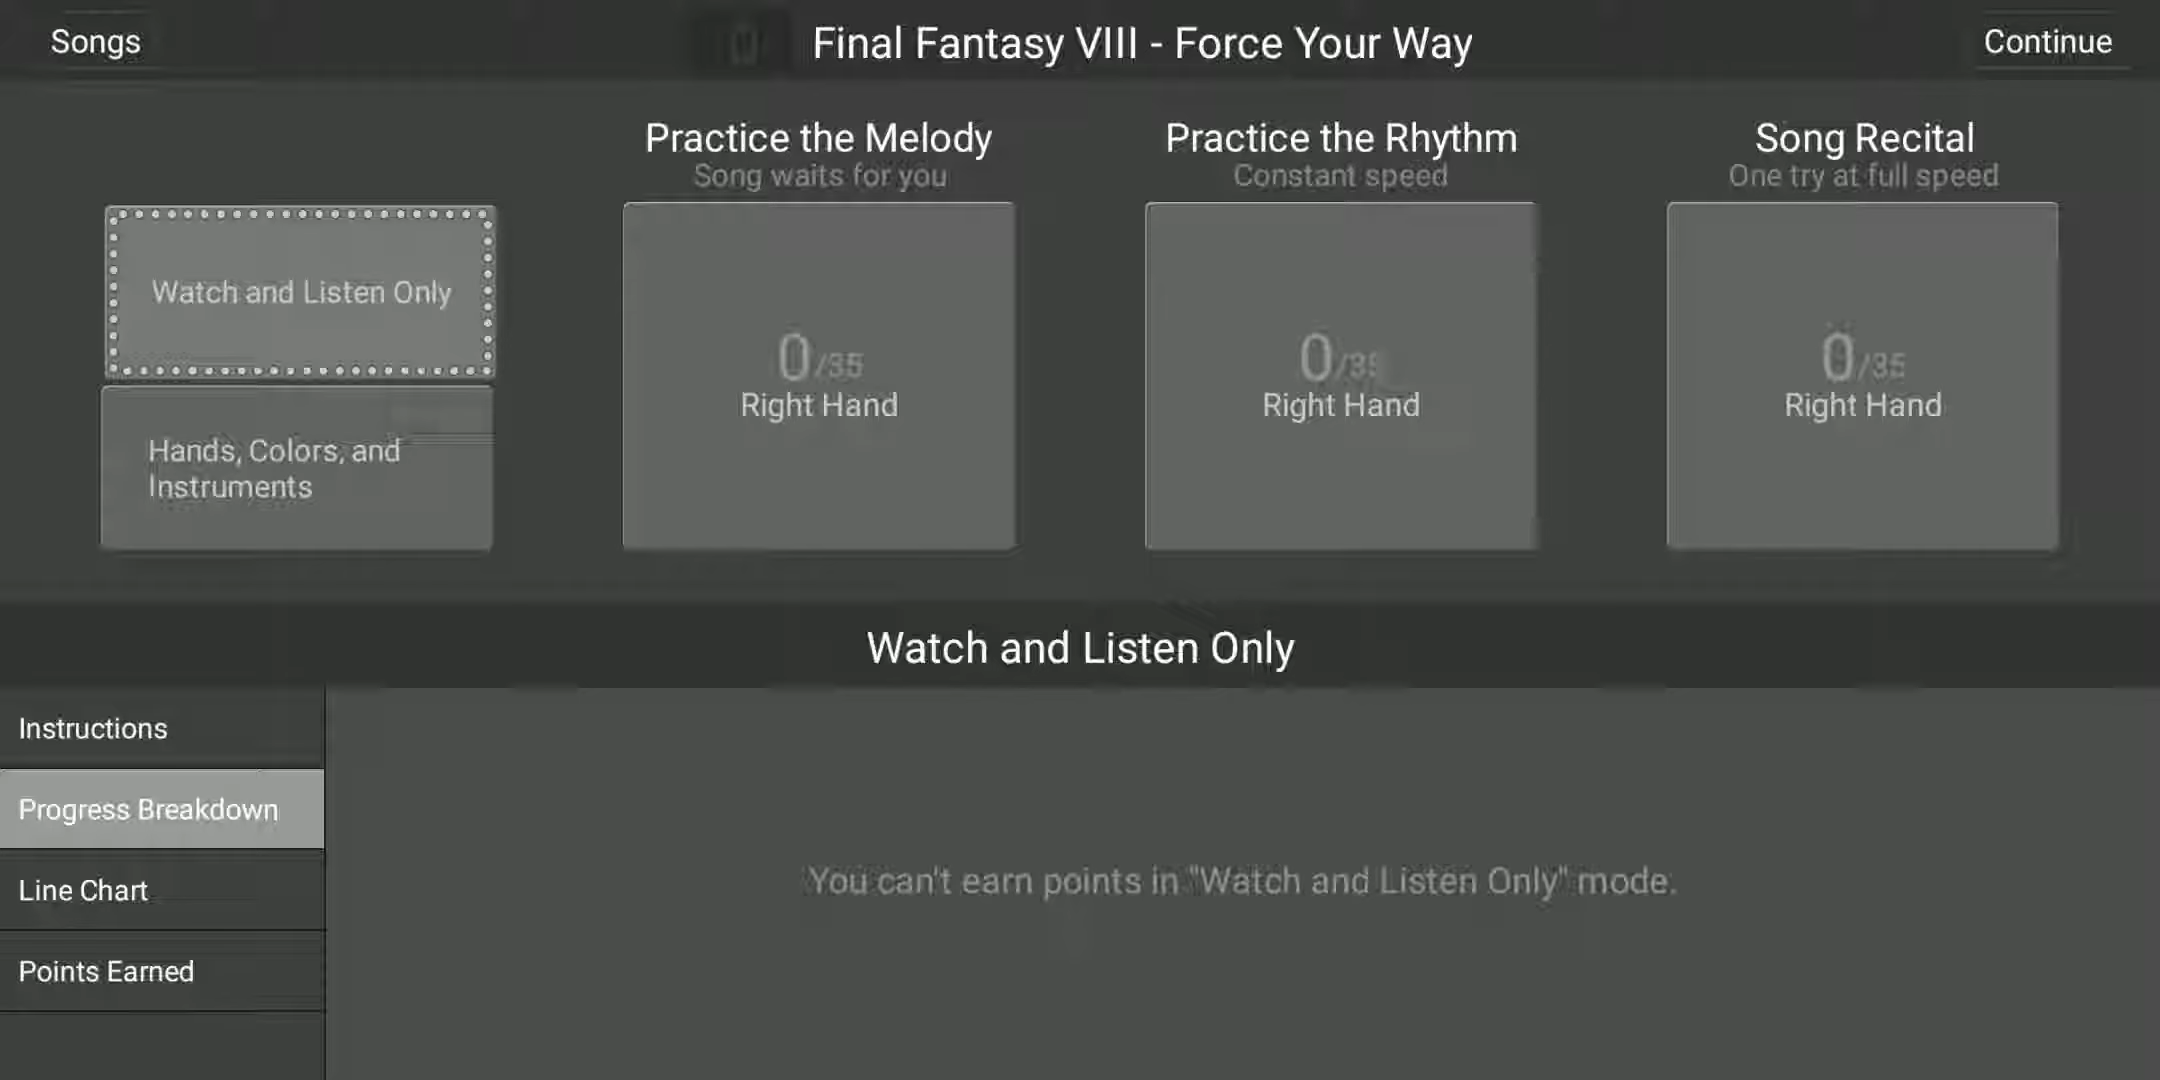 Songs
Final Fantasy VIII - Force Your Way
Continue
Practice the Melody
Song waits for you
Practice the Rhythm
Constant speed
Song Recital
One try at full speed
Watch and Listen Only
Hands, Colors, and
Instruments
0/35
Right Hand
0/35
Right Hand
0/35
Right Hand
Watch and Listen Only
Instructions
Progress Breakdown
Line Chart
Points Earned
You can't earn points in "Watch and Listen Only" mode.